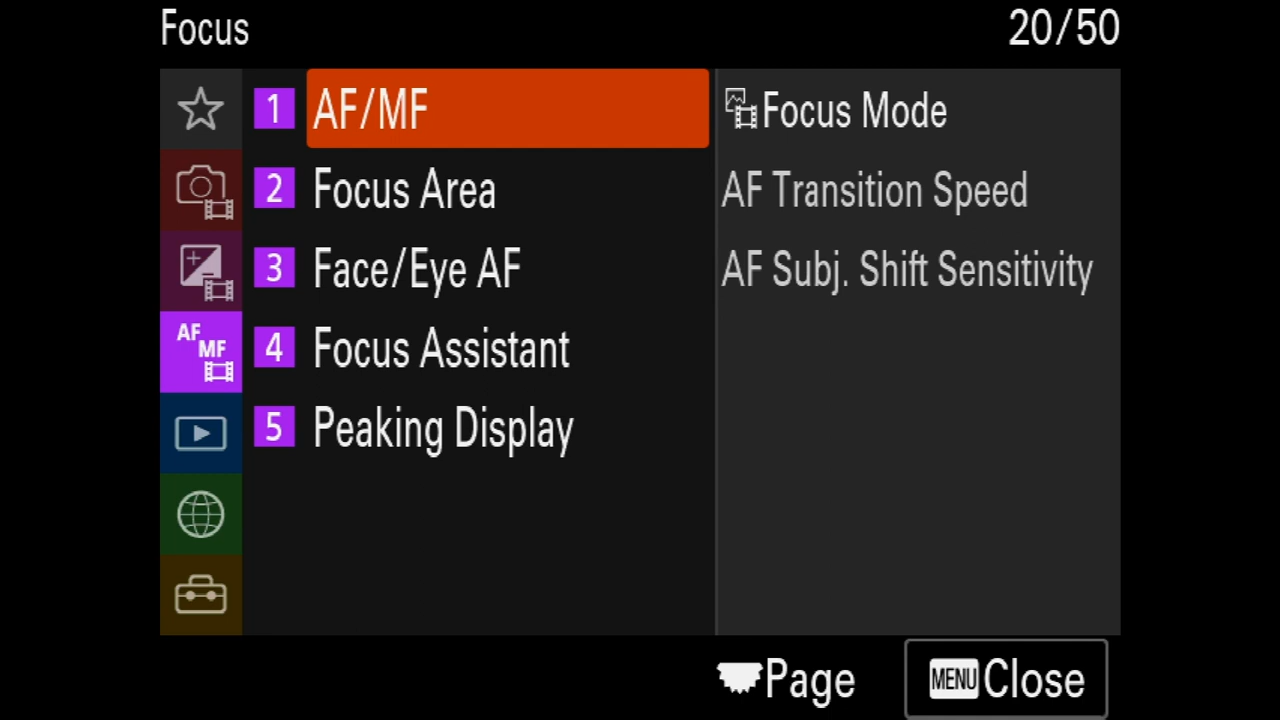 Focus 20/50
1 AF/MF
2 Focus Area
3 Face/Eye AF
4 Focus Assistant
5 Peaking Display
AF
MF
Focus Mode
AF Transition Speed
AF Subj. Shift Sensitivity
Page
MENU Close